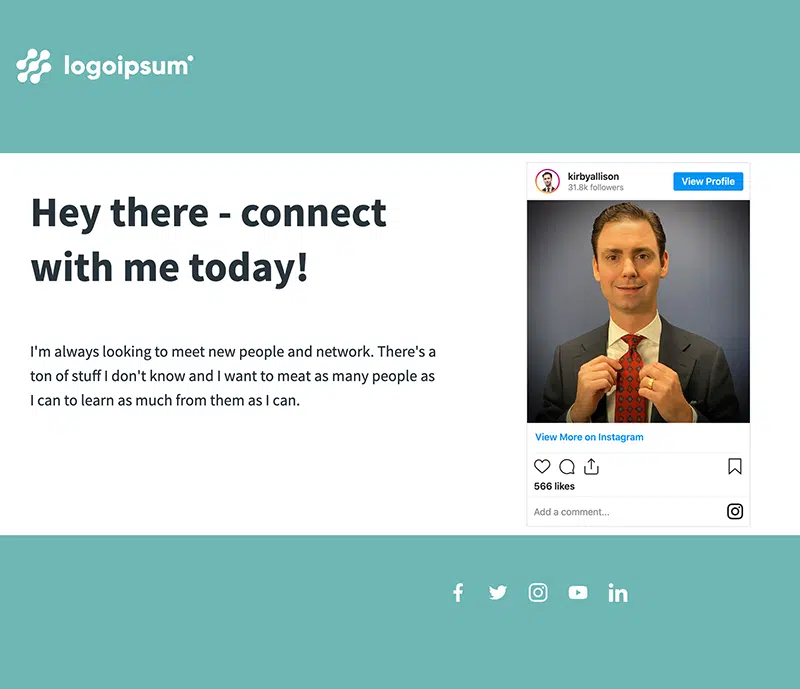 logoipsum
Hey there - connect
with me today!
I'm always looking to meet new people and network. There's a
ton of stuff I don't know and I want to meat as many people as
I can to learn as much from them as I can.
kirbyallison
31.8k followers
View Profile
View More on Instagram
566 likes
Add a comment...